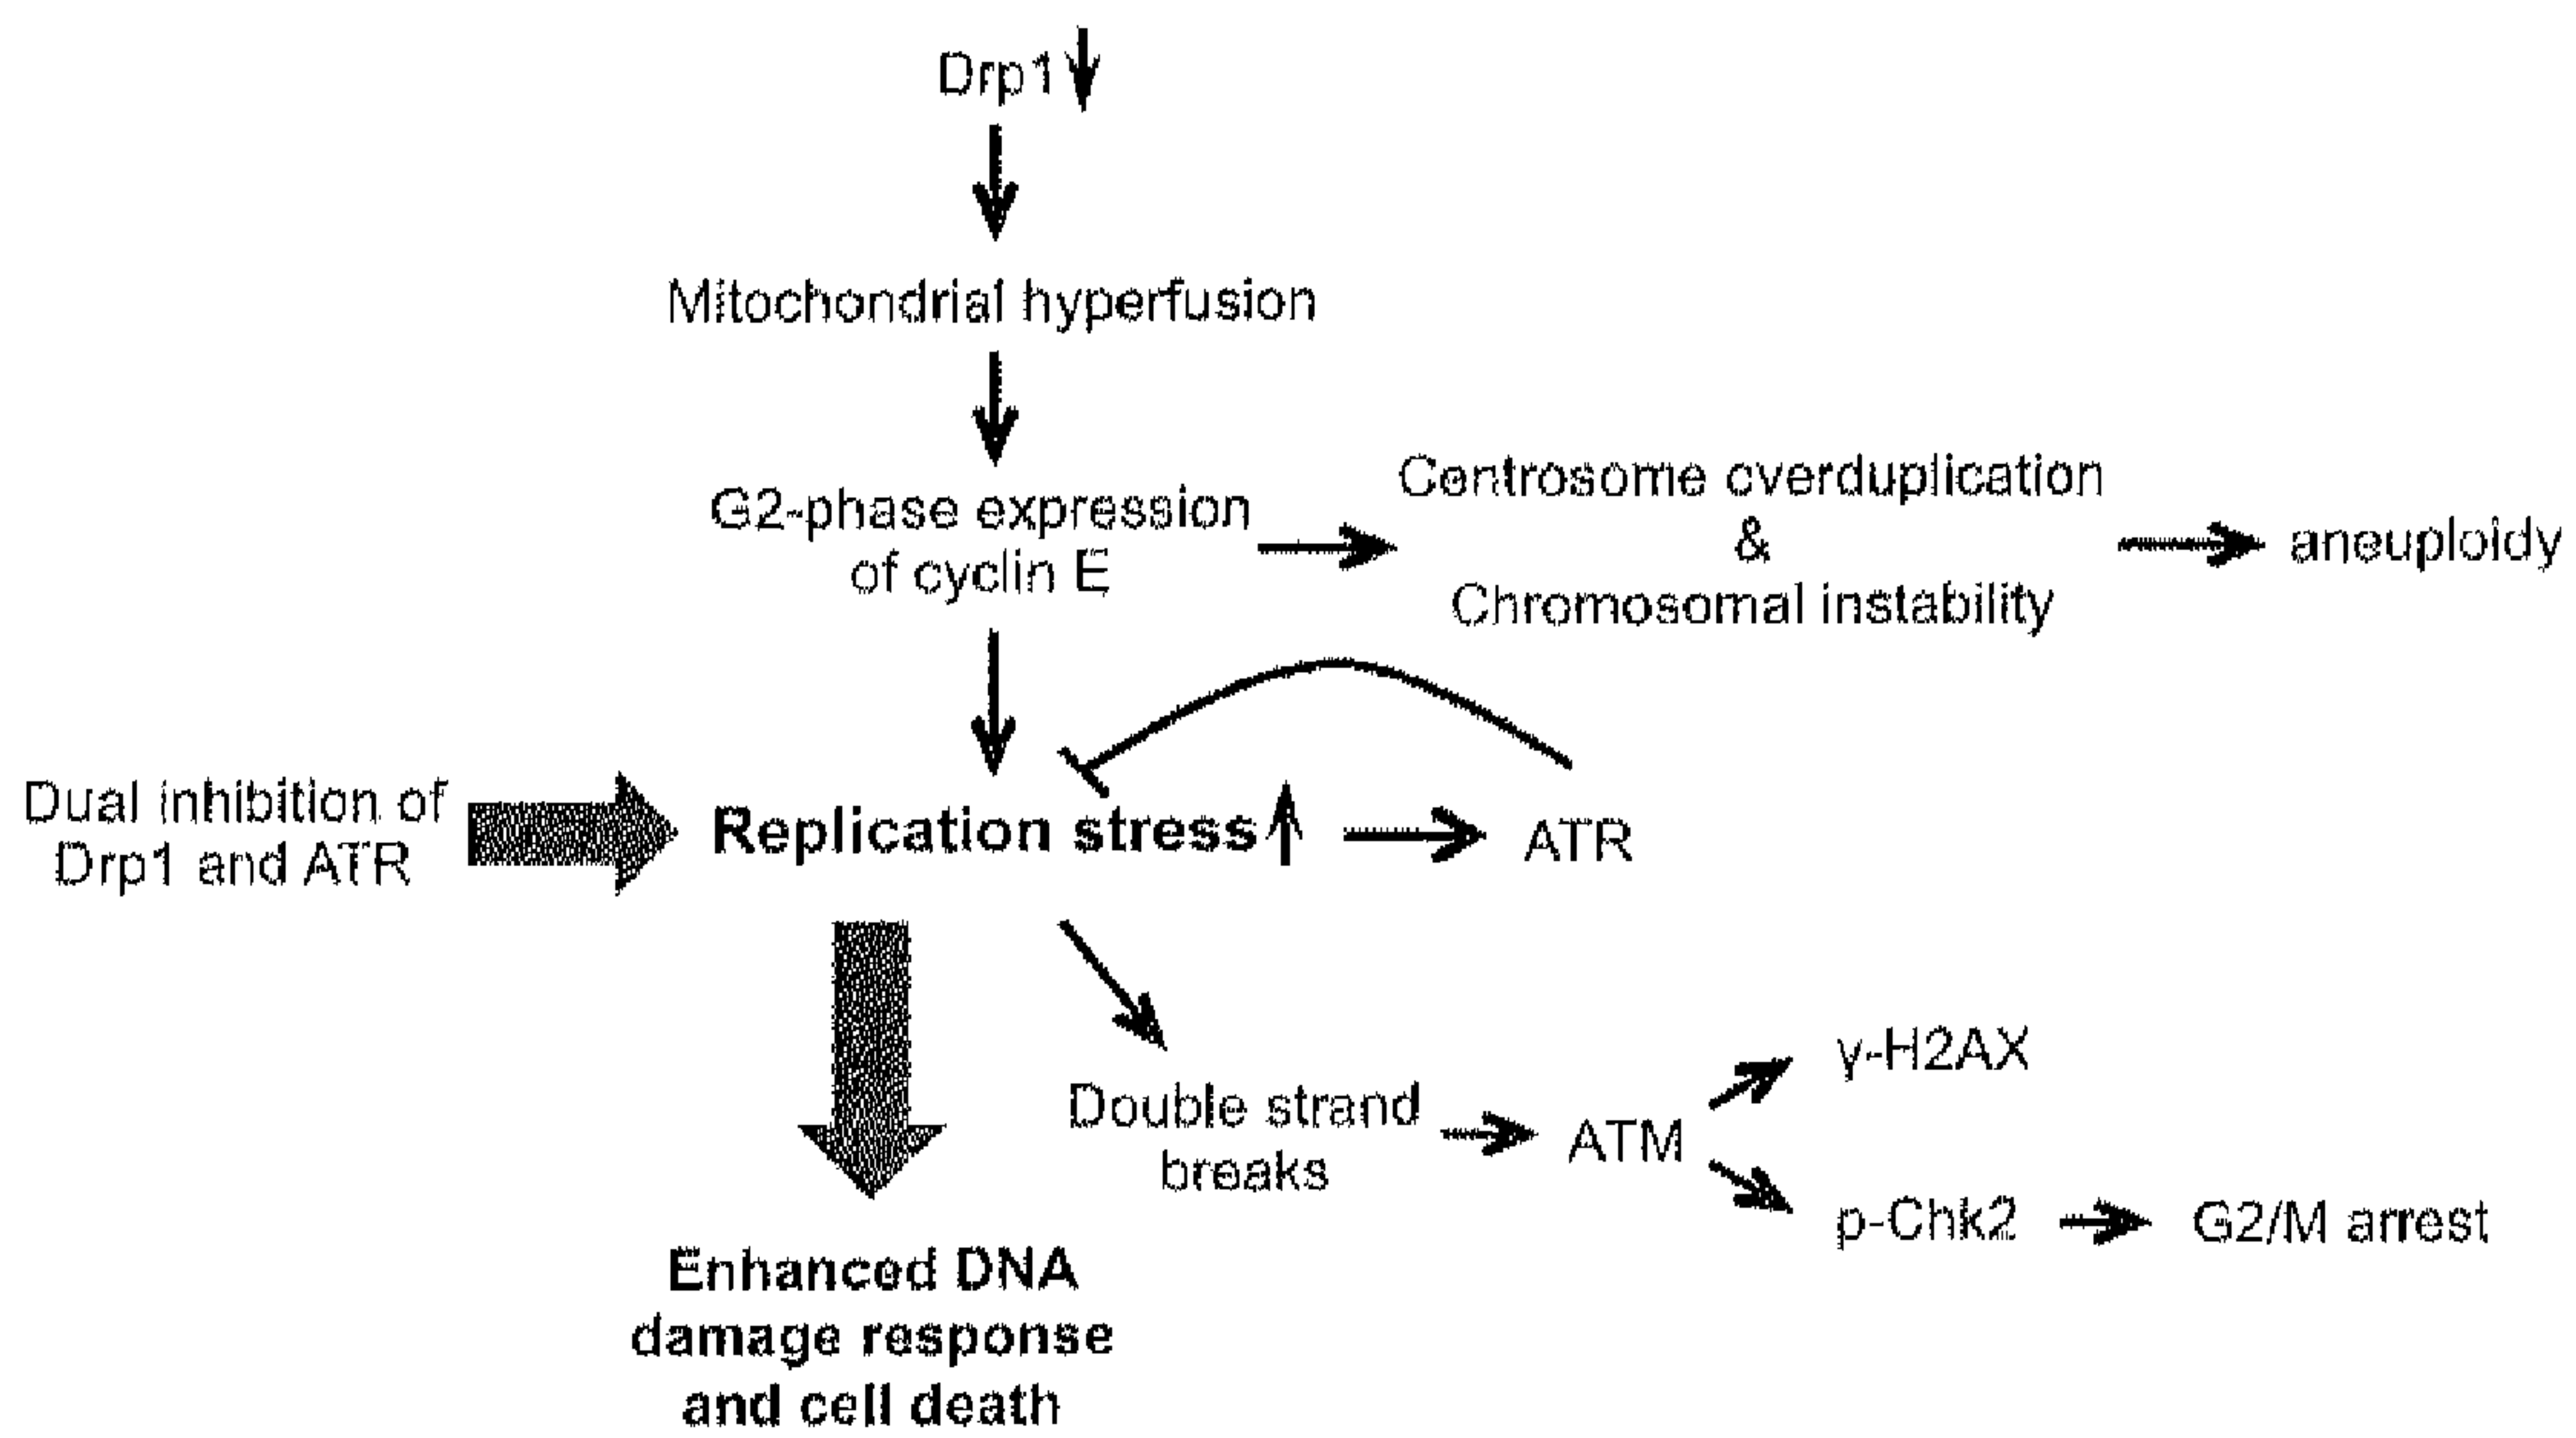 Drp1
Mitochondrial hyperfusion
G2-phase expression
of cyclin E
Centrosome overduplication
&
Chromosomal instability
aneuploidy
Dual inhibition of
Drp1 and ATR
Replication stress
ATR
Double strand
breaks
ATM
γ-H2AX
p-Chk2
G2/M arrest
Enhanced DNA
damage response
and cell death